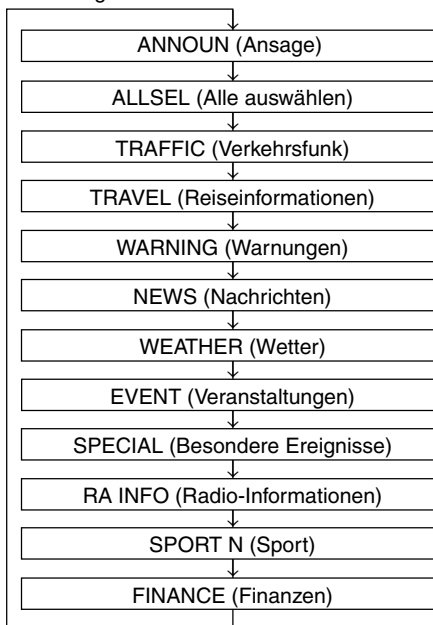 ANNOUN (Ansage)
ALLSEL (Alle auswählen)
TRAFFIC (Verkehrsfunk)
TRAVEL (Reiseinformationen)
WARNING (Warnungen)
NEWS (Nachrichten)
WEATHER (Wetter)
EVENT (Veranstaltungen)
SPECIAL (Besondere Ereignisse)
RA INFO (Radio-Informationen)
SPORT N (Sport)
FINANCE (Finanzen)